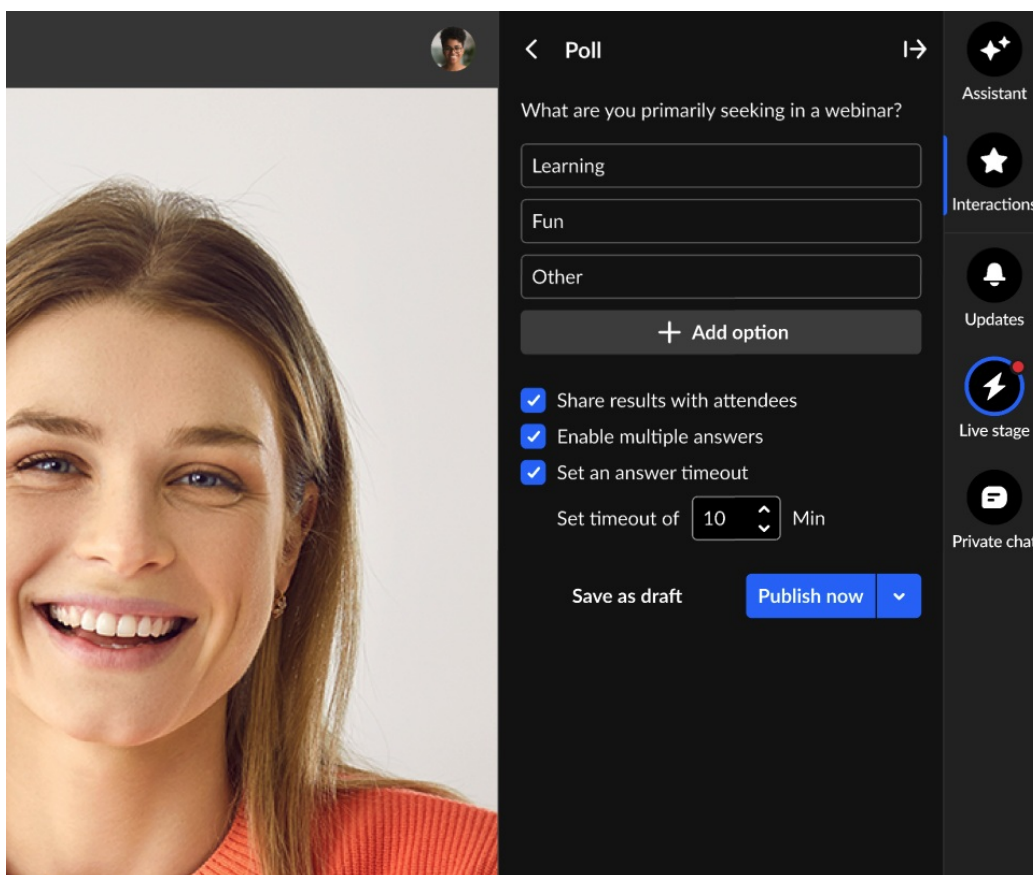 Poll
What are you primarily seeking in a webinar?
Learning
Fun
Other
Add option
Share results with attendees
Enable multiple answers
Set an answer timeout
Set timeout of 10 Min
Save as draft
Publish now
Assistant
Interactions
Updates
Live stage
Private chat